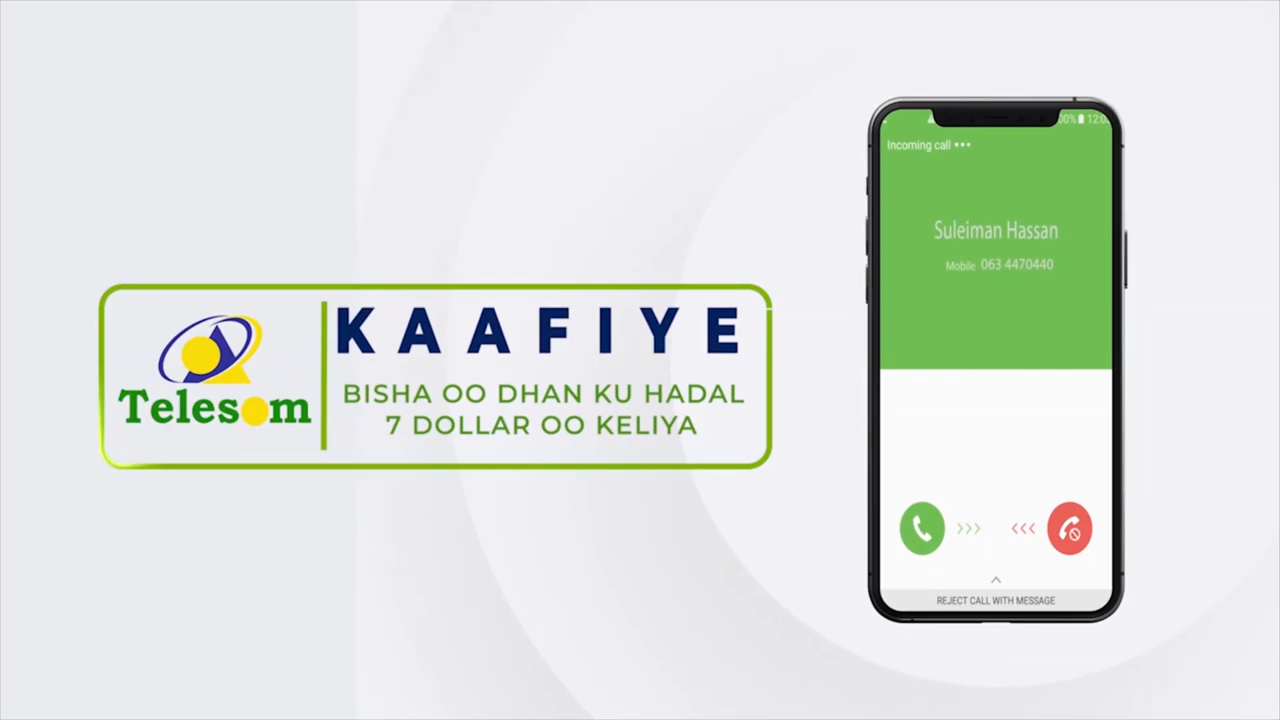 Telesom
KAAFIYE
BISHA OO DHAN KU HADAL
7 DOLLAR OO KELIYA
Incoming call •••
Suleiman Hassan
Mobile 063 4470440
REJECT CALL WITH MESSAGE